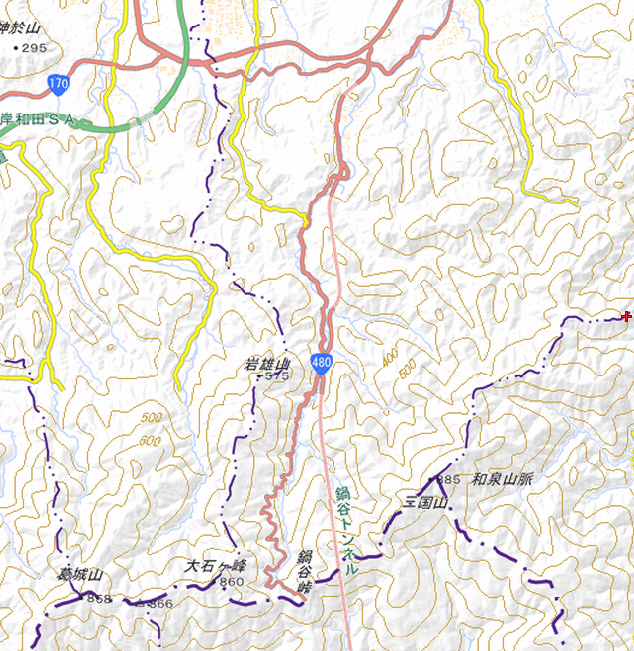 神於山
295
170
岸和田SA
480
岩雄山
575
400
500
600
885
和泉山脈
三国山
鍋谷トンネル
鍋谷峠
大石ヶ峰
860
葛城山
858
866